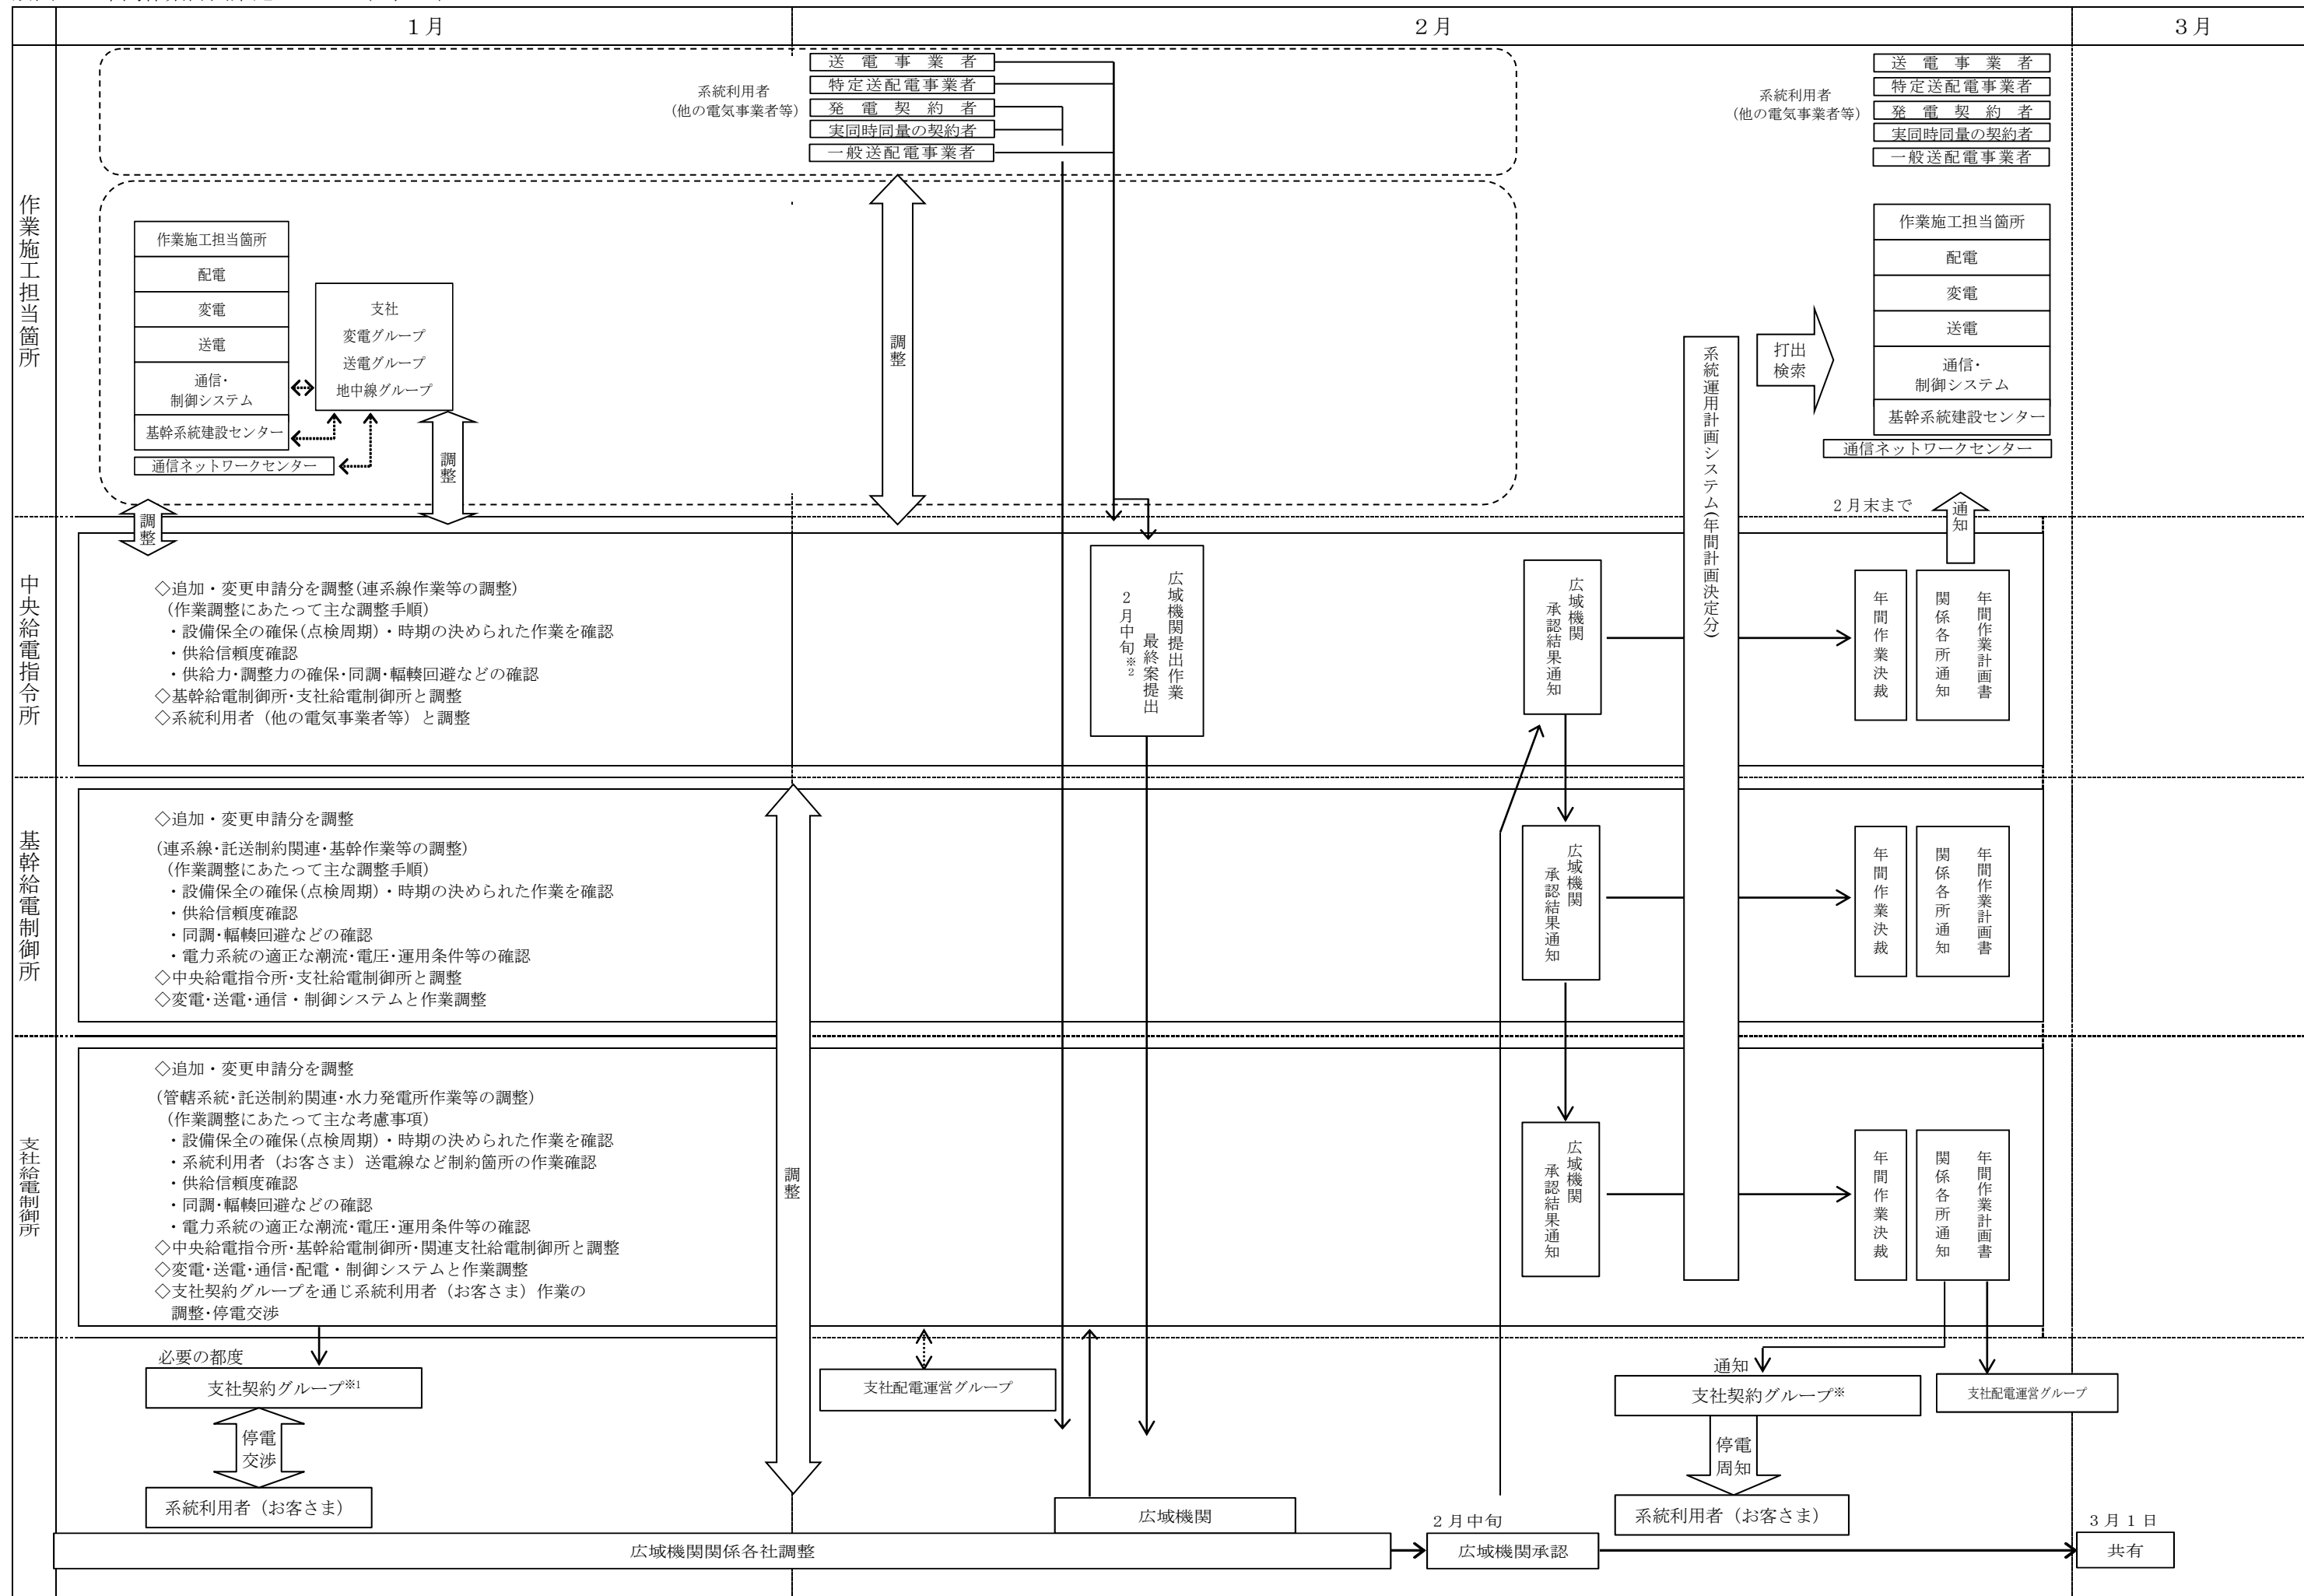 １月
２月
３月
作業施工担当箇所
系統利用者
(他の電気事業者等)
送電事業者
特定送配電事業者
発電契約者
実同時同量の契約者
一般送配電事業者
系統利用者
(他の電気事業者等)
送電事業者
特定送配電事業者
発電契約者
実同時同量の契約者
一般送配電事業者
作業施工担当箇所
配電
変電
送電
通信・
制御システム
基幹系統建設センター
通信ネットワークセンター
支社
変電グループ
送電グループ
地中線グループ
調整
調整
調整
系統運用計画システム(年間計画決定分)
打出
検索
作業施工担当箇所
配電
変電
送電
通信・
制御システム
基幹系統建設センター
通信ネットワークセンター
２月末まで
通知
中央給電指令所
◇追加・変更申請分を調整(連系線作業等の調整)
(作業調整にあたって主な調整手順)
・設備保全の確保(点検周期)・時期の決められた作業を確認
・供給信頼度確認
・供給力・調整力の確保・同調・輻輳回避などの確認
◇基幹給電制御所・支社給電制御所と調整
◇系統利用者（他の電気事業者等）と調整
広域機関提出作業
最終案提出
２月中旬※2
広域機関
承認結果通知
年間作業決裁
年間作業計画書
関係各所通知
基幹給電制御所
◇追加・変更申請分を調整
(連系線・託送制約関連・基幹作業等の調整)
(作業調整にあたって主な調整手順)
・設備保全の確保(点検周期)・時期の決められた作業を確認
・供給信頼度確認
・同調・輻輳回避などの確認
・電力系統の適正な潮流・電圧・運用条件等の確認
◇中央給電指令所・支社給電制御所と調整
◇変電・送電・通信・制御システムと作業調整
広域機関
承認結果通知
年間作業決裁
年間作業計画書
関係各所通知
支社給電制御所
◇追加・変更申請分を調整
(管轄系統・託送制約関連・水力発電所作業等の調整)
(作業調整にあたって主な考慮事項)
・設備保全の確保(点検周期)・時期の決められた作業を確認
・系統利用者（お客さま）送電線など制約箇所の作業確認
・供給信頼度確認
・同調・輻輳回避などの確認
・電力系統の適正な潮流・電圧・運用条件等の確認
◇中央給電指令所・基幹給電制御所・関連支社給電制御所と調整
◇変電・送電・通信・配電・制御システムと作業調整
◇支社契約グループを通じ系統利用者（お客さま）作業の
調整・停電交渉
調整
広域機関
承認結果通知
年間作業決裁
年間作業計画書
関係各所通知
必要の都度
支社契約グループ※1
停電
交渉
系統利用者（お客さま）
支社配電運営グループ
通知
支社契約グループ※
支社配電運営グループ
停電
周知
系統利用者（お客さま）
広域機関
広域機関関係各社調整
２月中旬
広域機関承認
３月１日
共有